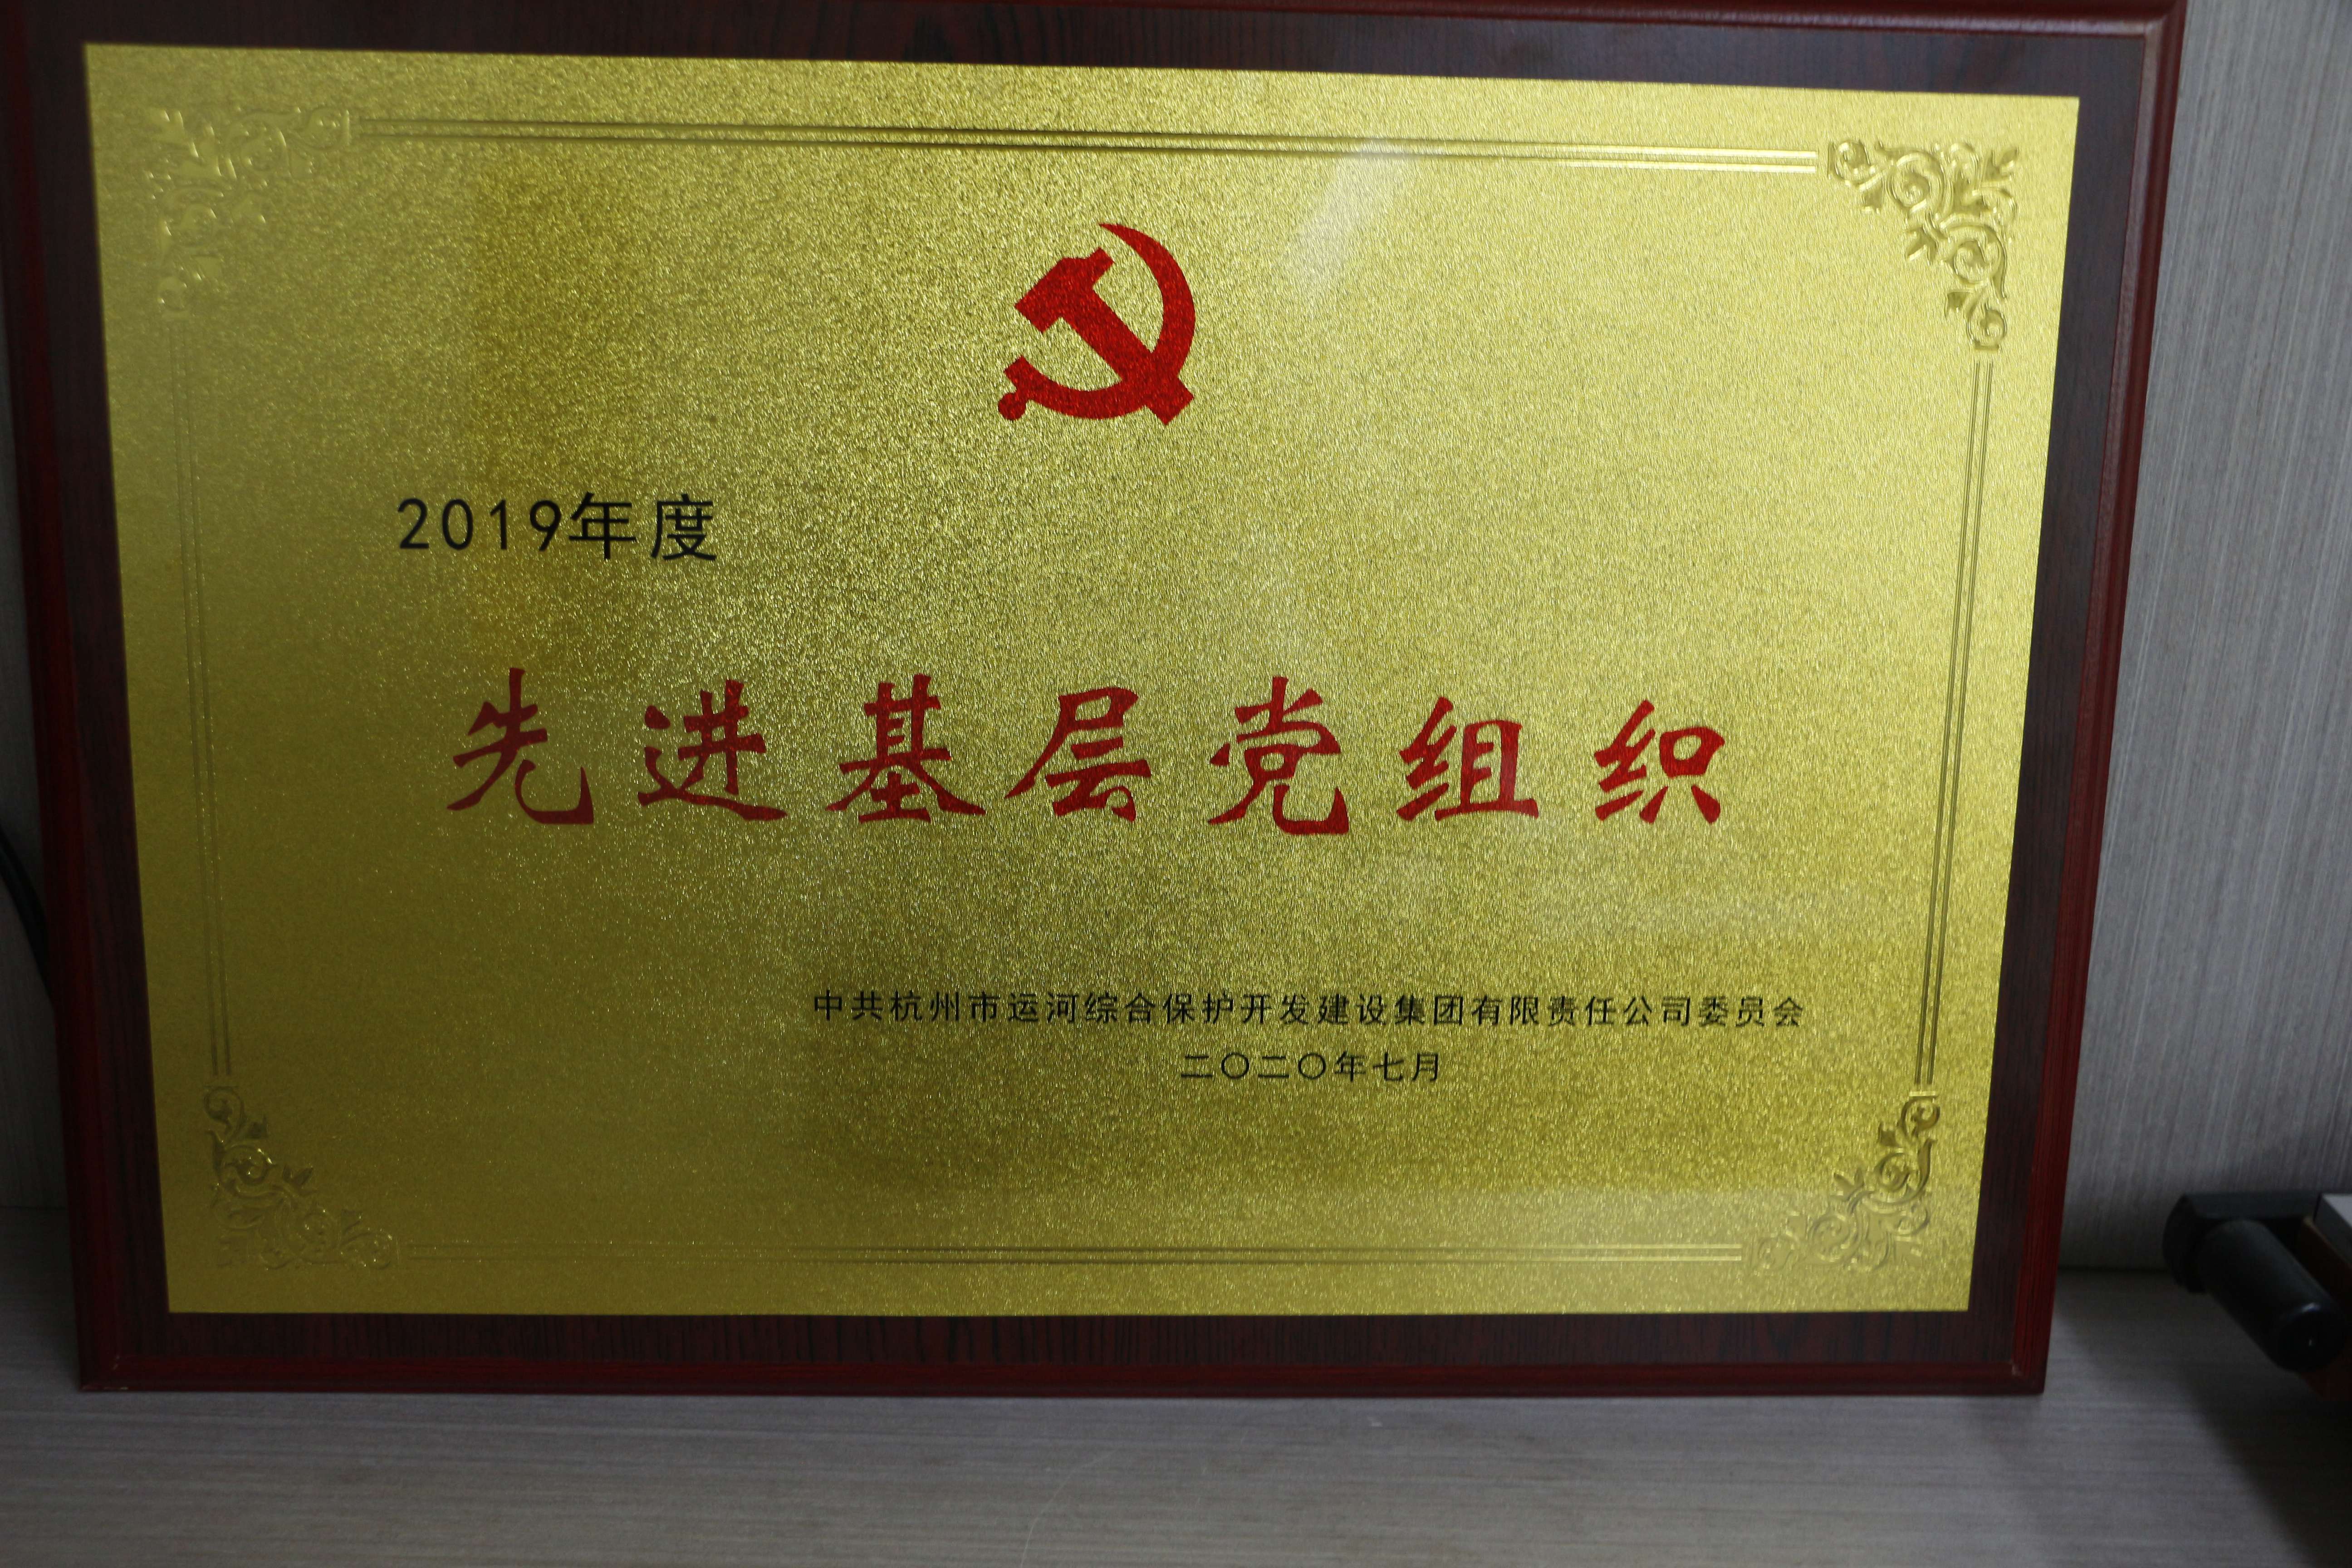 2019年度
先进基层党组织
中共杭州市运河综合保护开发建设集团有限责任公司委员会
二〇二〇年七月